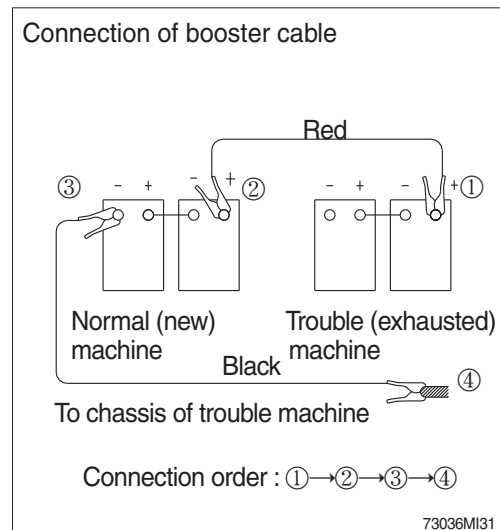 Connection of booster cable
Red
③ - + - + ② - + - + ①
Normal (new) Trouble (exhausted)
machine machine
Black
④
To chassis of trouble machine
Connection order : ①→②→③→④
73036MI31